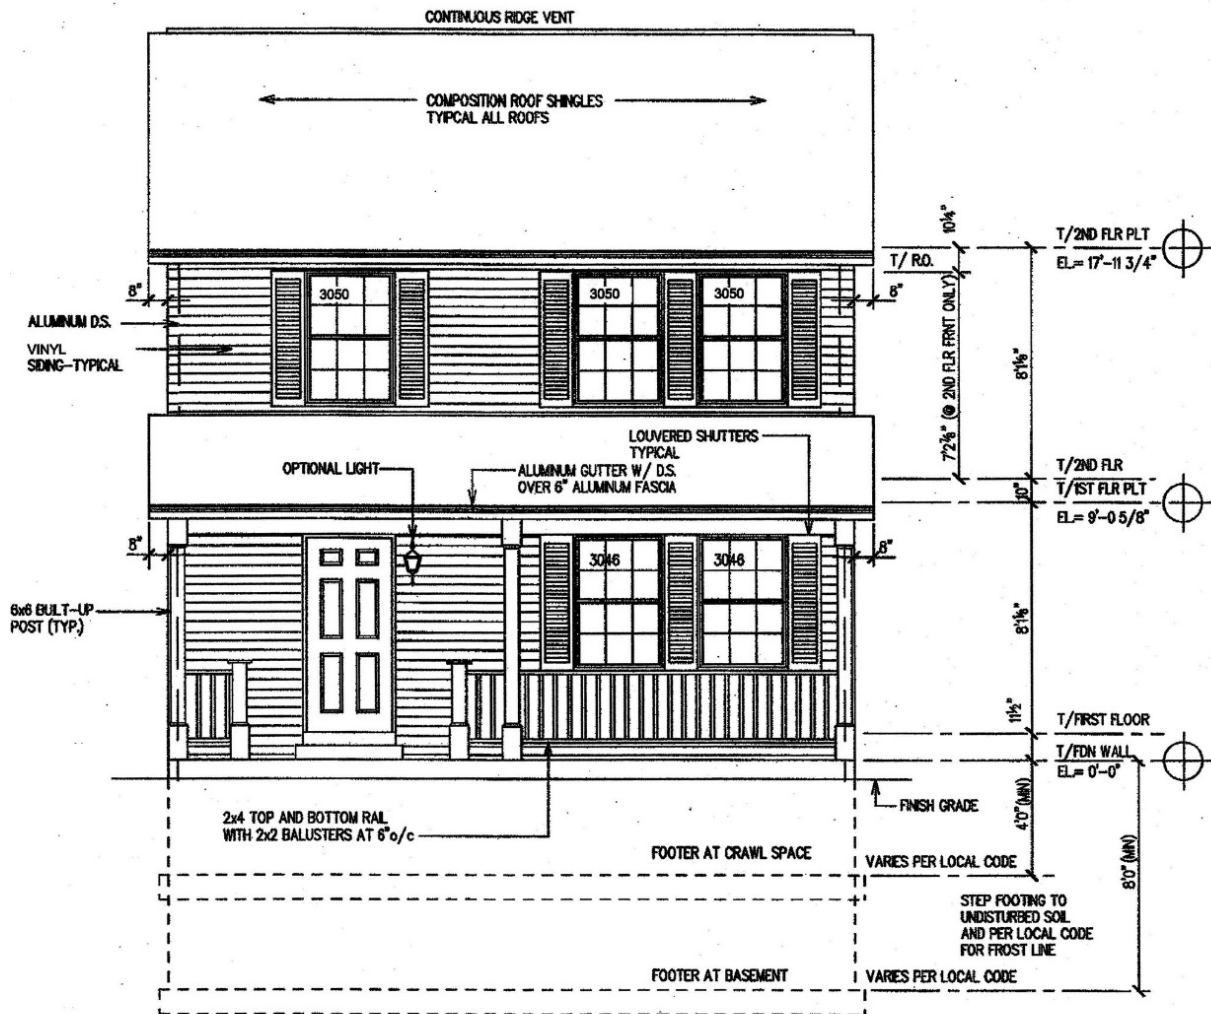 CONTINUOUS RIDGE VENT
COMPOSITION ROOF SHINGLES
TYIPCAL ALL ROOFS
10¼"
T/2ND FLR PLT
EL= 17'-11 3/4"
T/ R.O.
8"
3050
3050
3050
8"
ALUMINUM D.S.
VINYL
SIDING-TYPICAL
7'2⅞" (@ 2ND FLR FRNT ONLY)
8'1⅛"
LOUVERED SHUTTERS
TYPICAL
OPTIONAL LIGHT
ALUMINUM GUTTER W/ D.S.
OVER 6" ALUMINUM FASCIA
T/2ND FLR
10"
T/1ST FLR PLT
EL= 9'-0 5/8"
8"
8"
3046
3046
6x6 BUILT-UP
POST (TYP.)
8'1⅛"
11½"
T/FIRST FLOOR
T/FDN WALL
EL= 0'-0"
FINISH GRADE
4'0" (MIN)
2x4 TOP AND BOTTOM RAIL
WITH 2x2 BALUSTERS AT 6"o/c
FOOTER AT CRAWL SPACE
VARIES PER LOCAL CODE
8'0" (MIN)
STEP FOOTING TO
UNDISTURBED SOIL
AND PER LOCAL CODE
FOR FROST LINE
FOOTER AT BASEMENT
VARIES PER LOCAL CODE